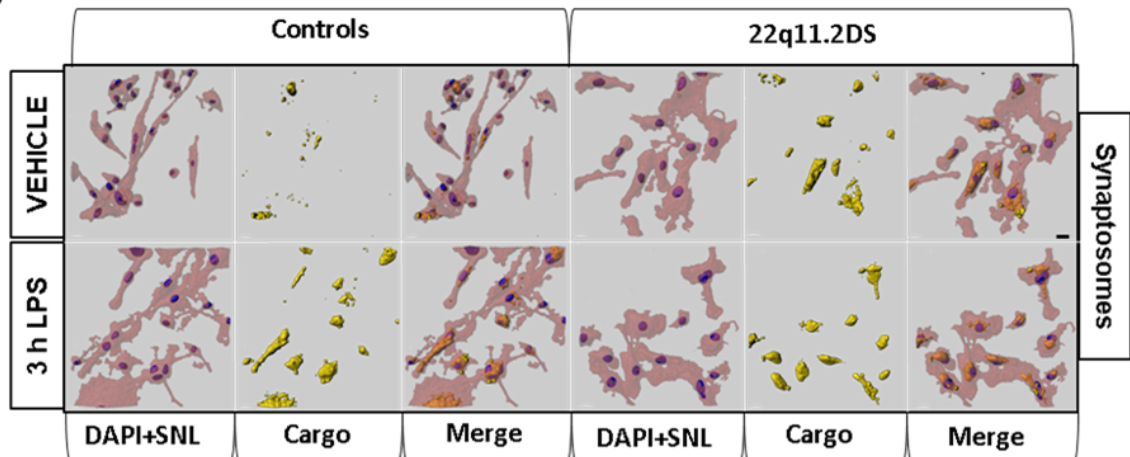 Controls
22q11.2DS
VEHICLE
3 h LPS
Synaptosomes
DAPI+SNL
Cargo
Merge
DAPI+SNL
Cargo
Merge